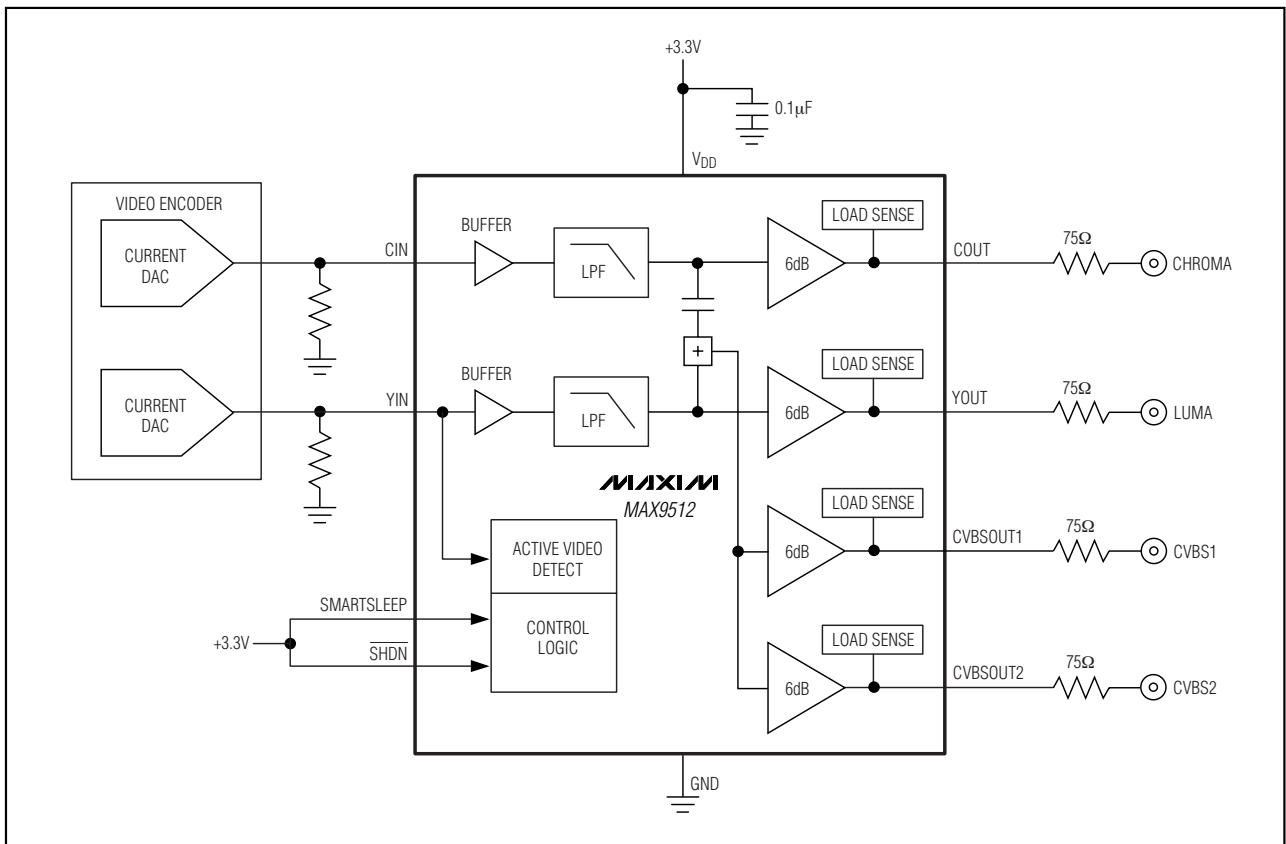 +3.3V
0.1μF
VDD
VIDEO ENCODER
CURRENT
DAC
CIN
BUFFER
LPF
6dB
LOAD SENSE
COUT
75Ω
CHROMA
+
CURRENT
DAC
YIN
BUFFER
LPF
6dB
LOAD SENSE
YOUT
75Ω
LUMA
MAXIM
MAX9512
6dB
LOAD SENSE
CVBSOUT1
75Ω
CVBS1
ACTIVE VIDEO
DETECT
SMARTSLEEP
+3.3V
SHDN
CONTROL
LOGIC
6dB
LOAD SENSE
CVBSOUT2
75Ω
CVBS2
GND